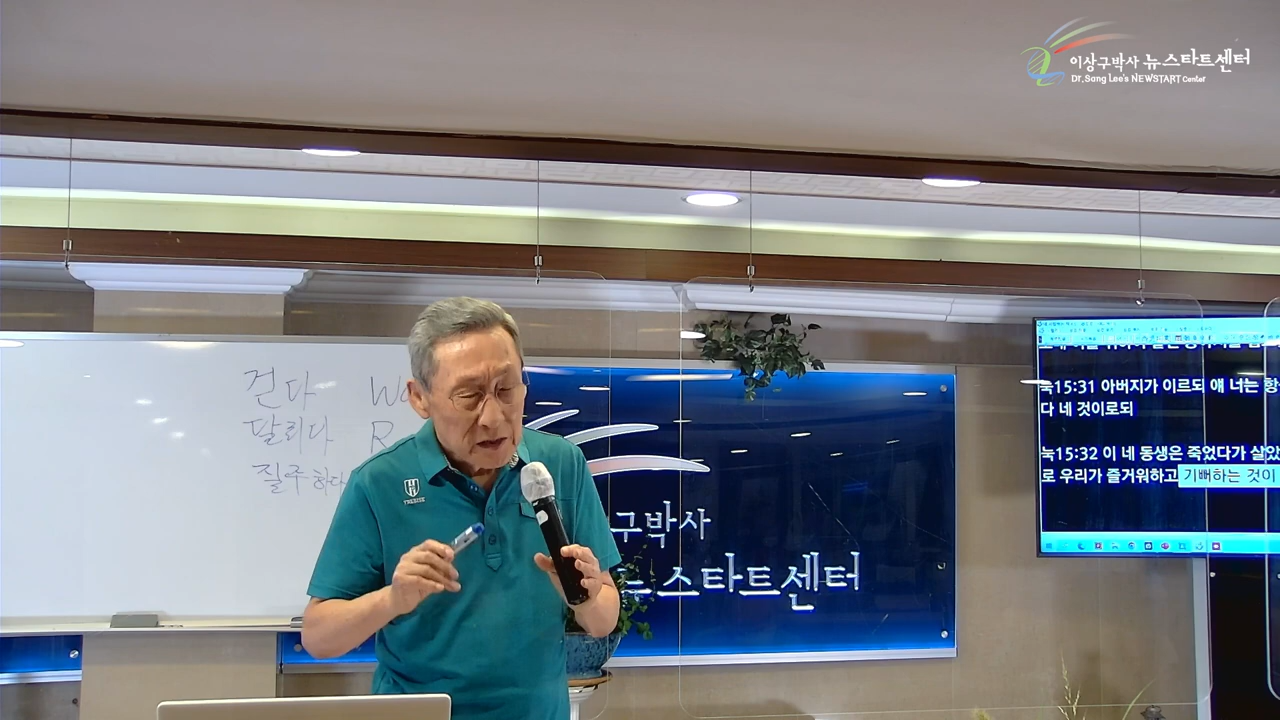 이상구박사 뉴스타트센터
Dr. Sang Lee's NEWSTART Center
걷다
달리다 R
질주하다
눅15:31 아버지가 이르되 얘 너는 항
다 네 것이로되
눅15:32 이 네 동생은 죽었다가 살았
로 우리가 즐거워하고 기뻐하는 것이
구박사
뉴스타트센터